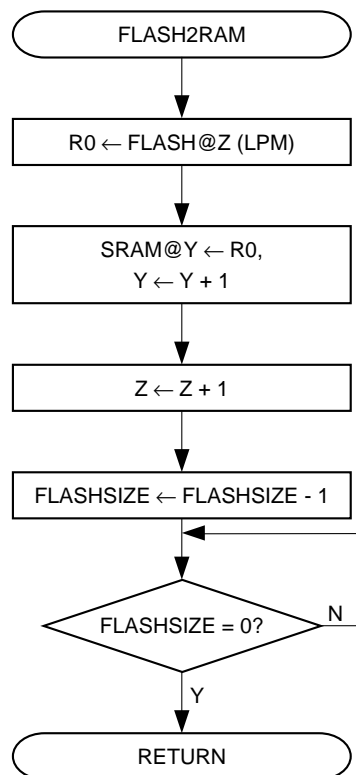 FLASH2RAM
R0 ← FLASH@Z (LPM)
SRAM@Y ← R0,
Y ← Y + 1
Z ← Z + 1
FLASHSIZE ← FLASHSIZE - 1
FLASHSIZE = 0?
N
Y
RETURN